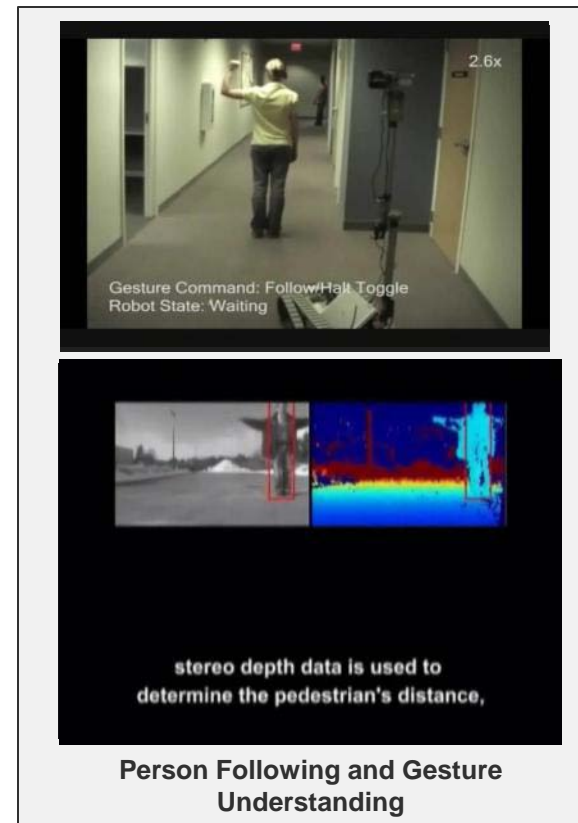 2.6x
Gesture Command: Follow/Halt Toggle
Robot State: Waiting
stereo depth data is used to
determine the pedestrian's distance,
Person Following and Gesture
Understanding